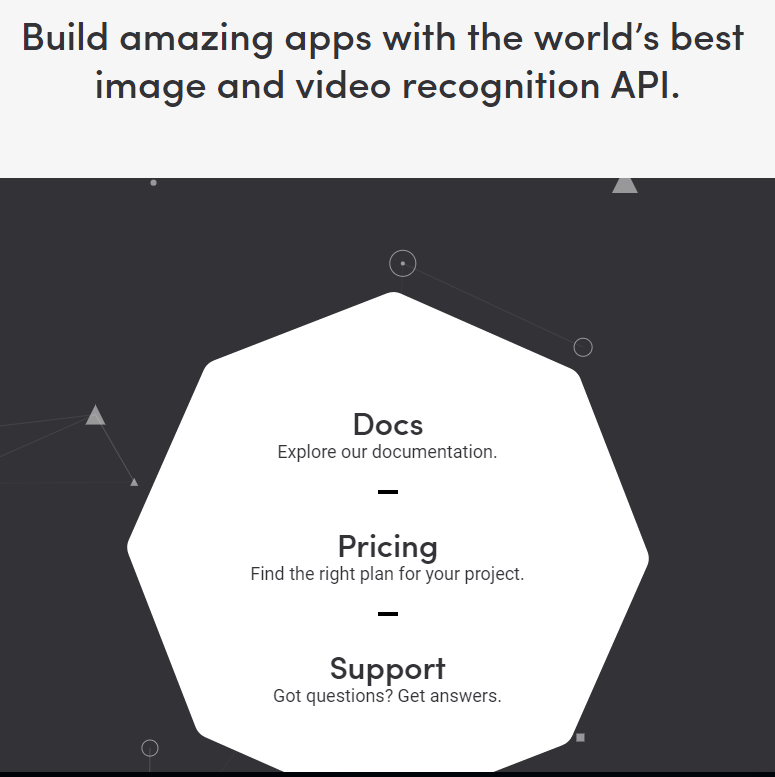 Build amazing apps with the world’s best
image and video recognition API.
Docs
Explore our documentation.
Pricing
Find the right plan for your project.
Support
Got questions? Get answers.